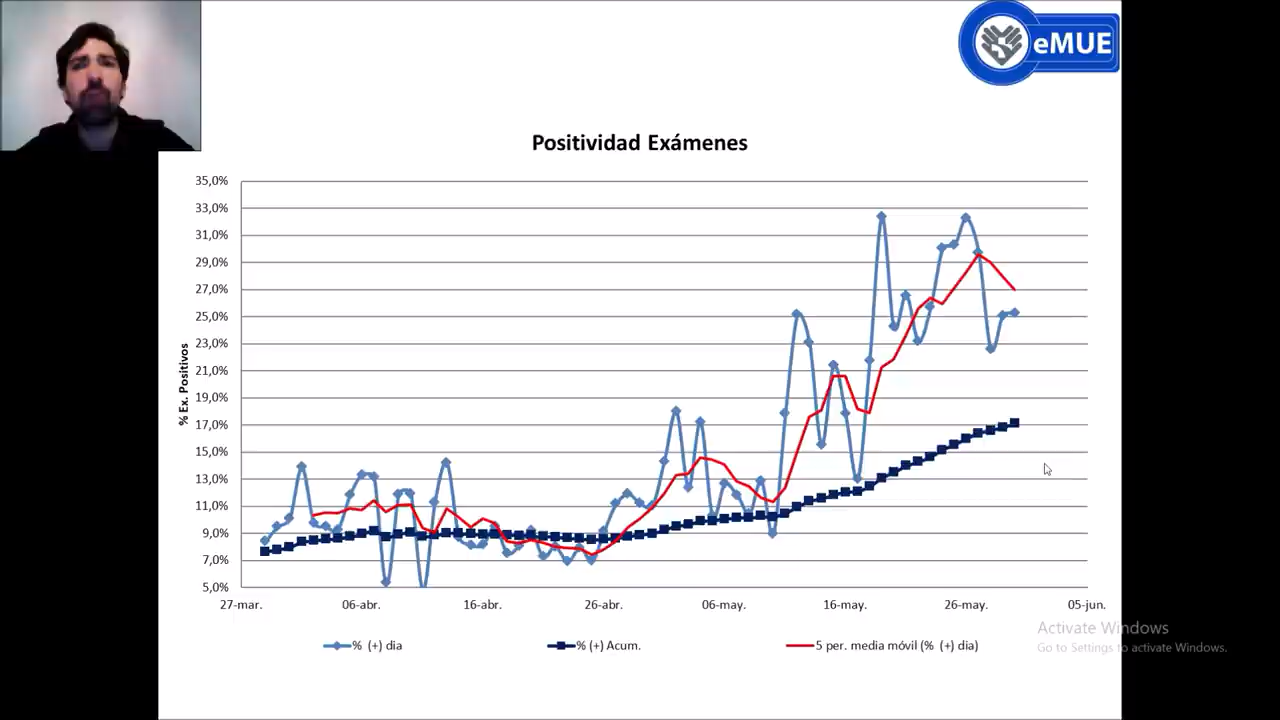 eMUE
Positividad Exámenes
35,0%
33,0%
31,0%
29,0%
27,0%
25,0%
23,0%
21,0%
19,0%
17,0%
15,0%
13,0%
11,0%
9,0%
7,0%
5,0%
% Ex. Positivos
27-mar. 06-abr. 16-abr. 26-abr. 06-may. 16-may. 26-may. 05-jun.
% (+) dia % (+) Acum. 5 per. media móvil (% (+) dia)
Activate Windows
Go to Settings to activate Windows.